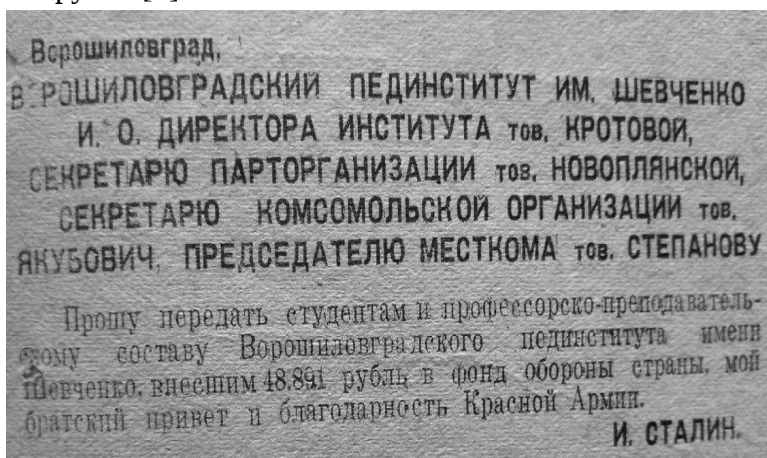 Ворошиловград,
ВОРОШИЛОВГРАДСКИЙ ПЕДИНСТИТУТ ИМ. ШЕВЧЕНКО
И. О. ДИРЕКТОРА ИНСТИТУТА тов. КРОТОВОЙ,
СЕКРЕТАРЮ ПАРТОРГАНИЗАЦИИ тов. НОВОПЛЯНСКОЙ,
СЕКРЕТАРЮ КОМСОМОЛЬСКОЙ ОРГАНИЗАЦИИ тов.
ЯКУБОВИЧ, ПРЕДСЕДАТЕЛЮ МЕСТКОМА тов. СТЕПАНОВУ
Прошу передать студентам и профессорско-преподаватель-
скому составу Ворошиловградского пединститута имени
Шевченко, внесшим 48.891 рубль в фонд обороны страны, мой
братский привет и благодарность Красной Армии.
И. СТАЛИН.